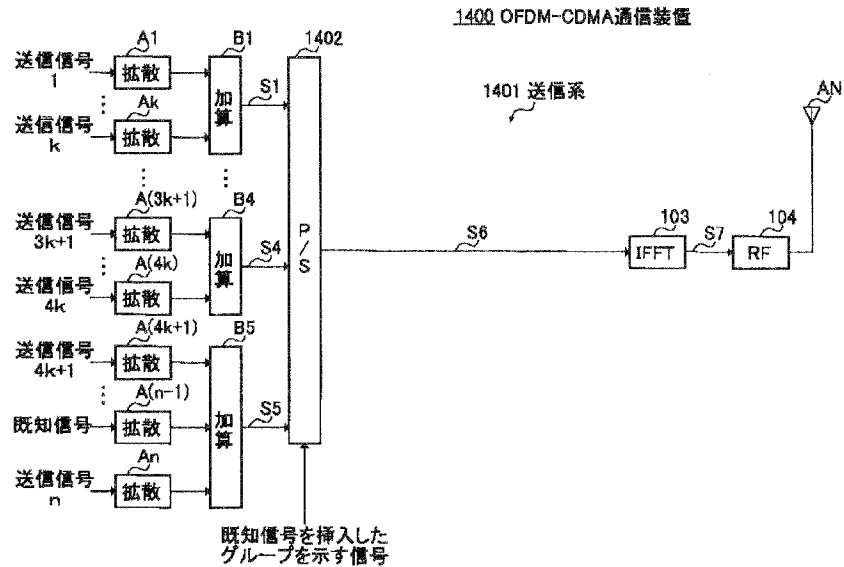 1400 OFDM-CDMA通信装置
1401 送信系
送信信号
1
A1
拡散
送信信号
k
Ak
拡散
B1
加算
S1
1402
P/S
送信信号
3k+1
A(3k+1)
拡散
送信信号
4k
A(4k)
拡散
B4
加算
S4
送信信号
4k+1
A(4k+1)
拡散
既知信号
A(n-1)
拡散
送信信号
n
An
拡散
B5
加算
S5
S6
103
IFFT
S7
104
RF
AN
既知信号を挿入した
グループを示す信号